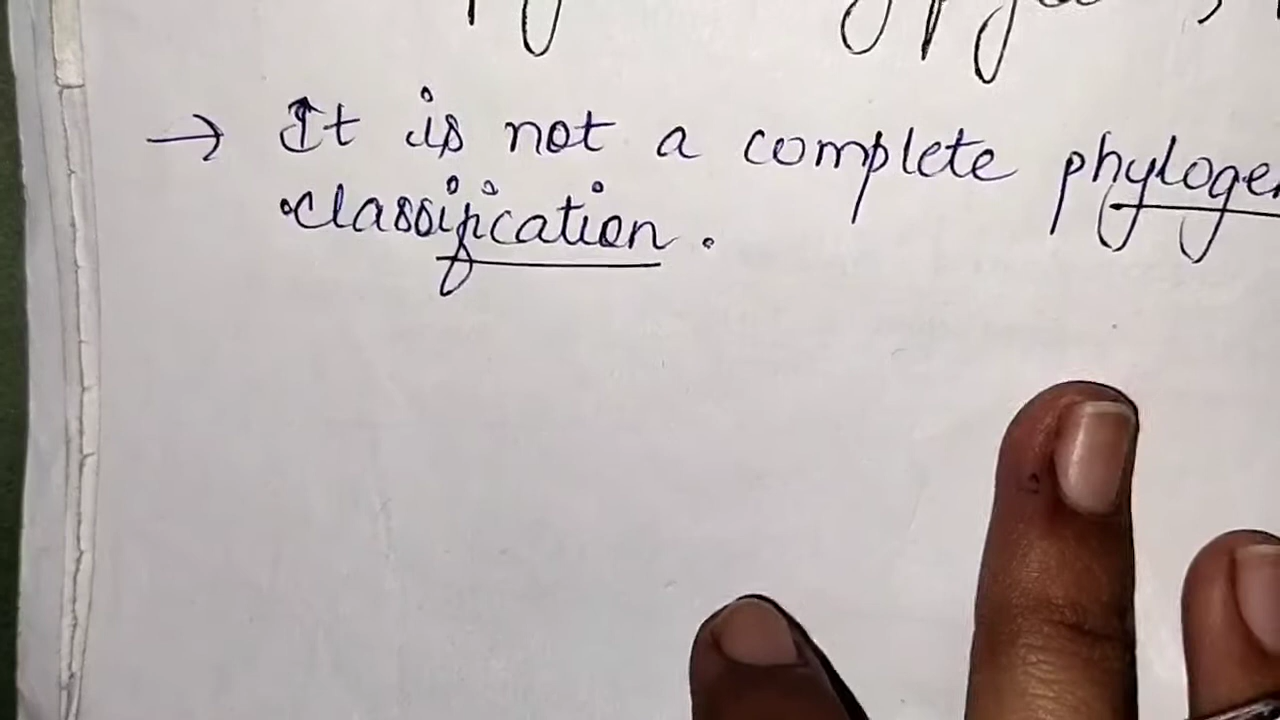 → It is not a complete phyloge
classification.